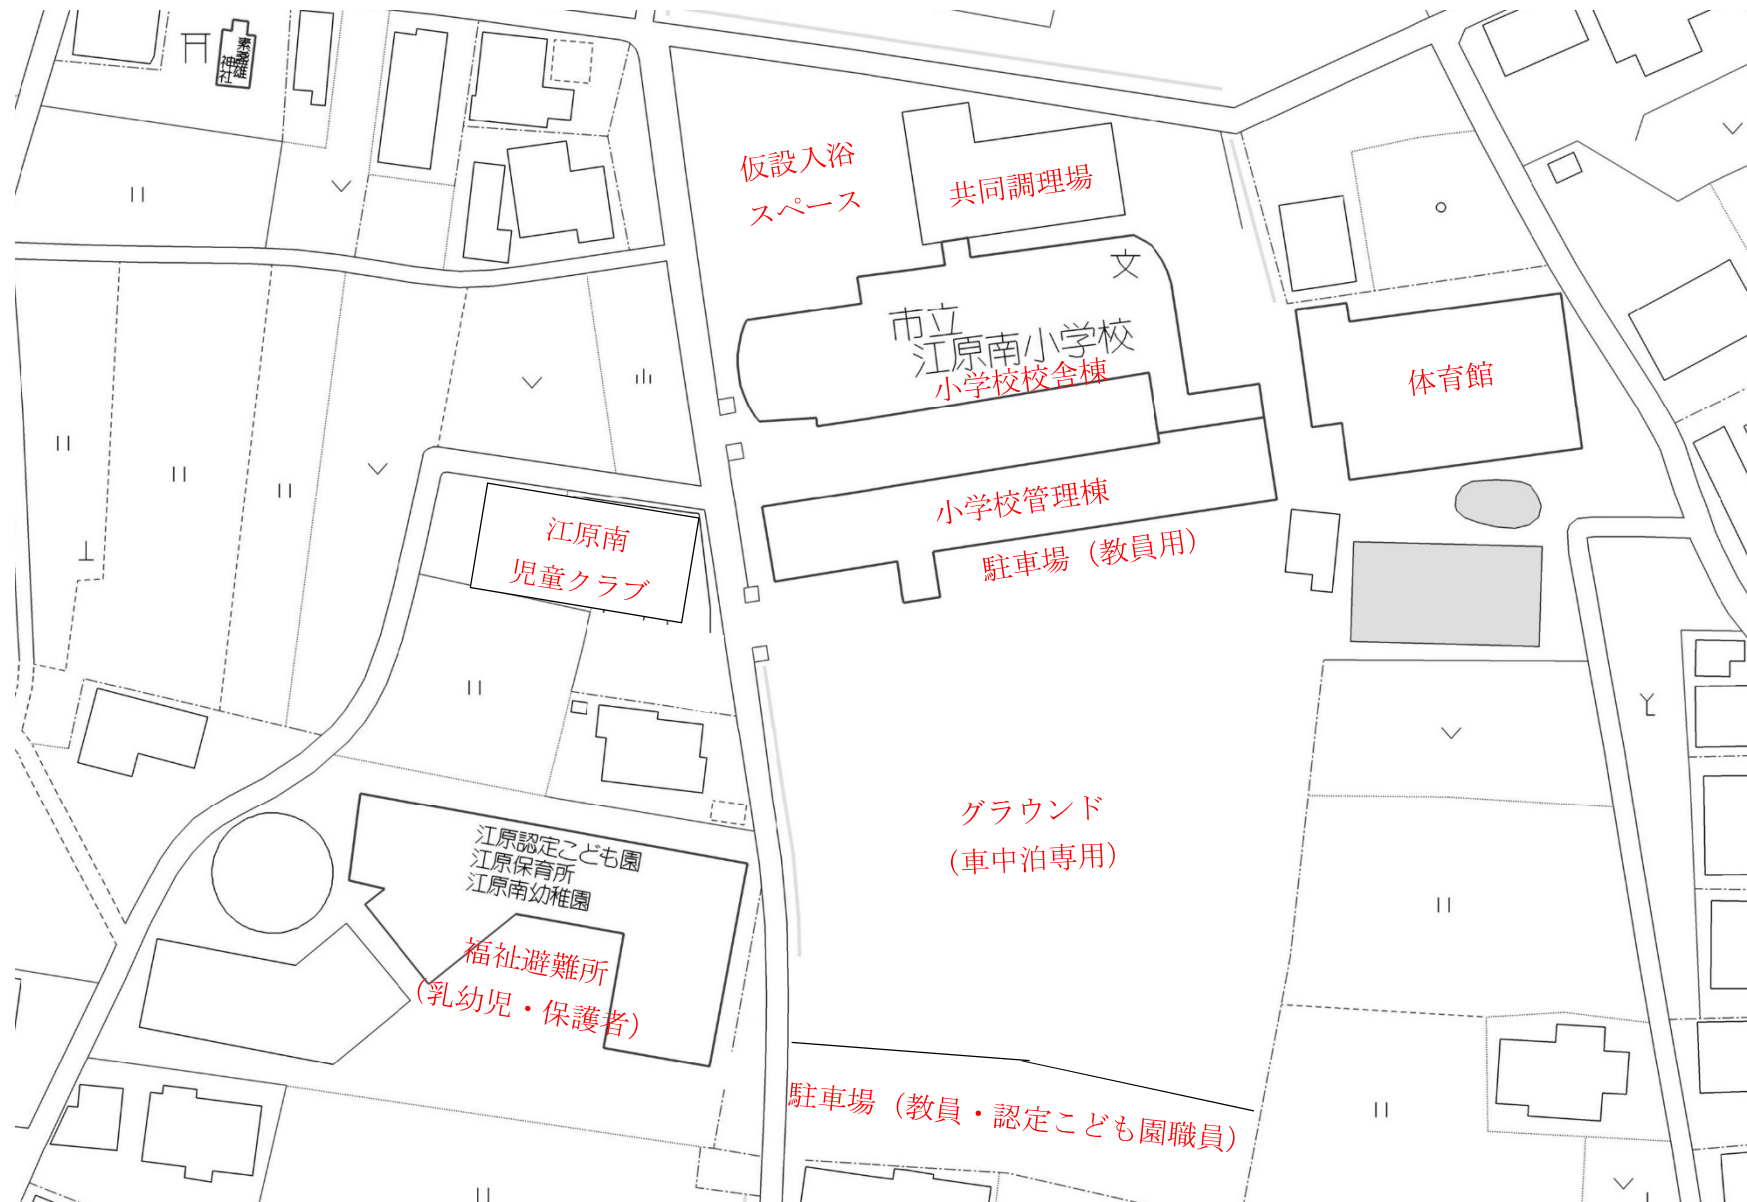 素盞雄
神社
仮設入浴
スペース
共同調理場
文
市立
江原南小学校
小学校校舎棟
体育館
小学校管理棟
駐車場（教員用）
江原南
児童クラブ
グラウンド
（車中泊専用）
江原認定こども園
江原保育所
江原南幼稚園
福祉避難所
（乳幼児・保護者）
駐車場（教員・認定こども園職員）